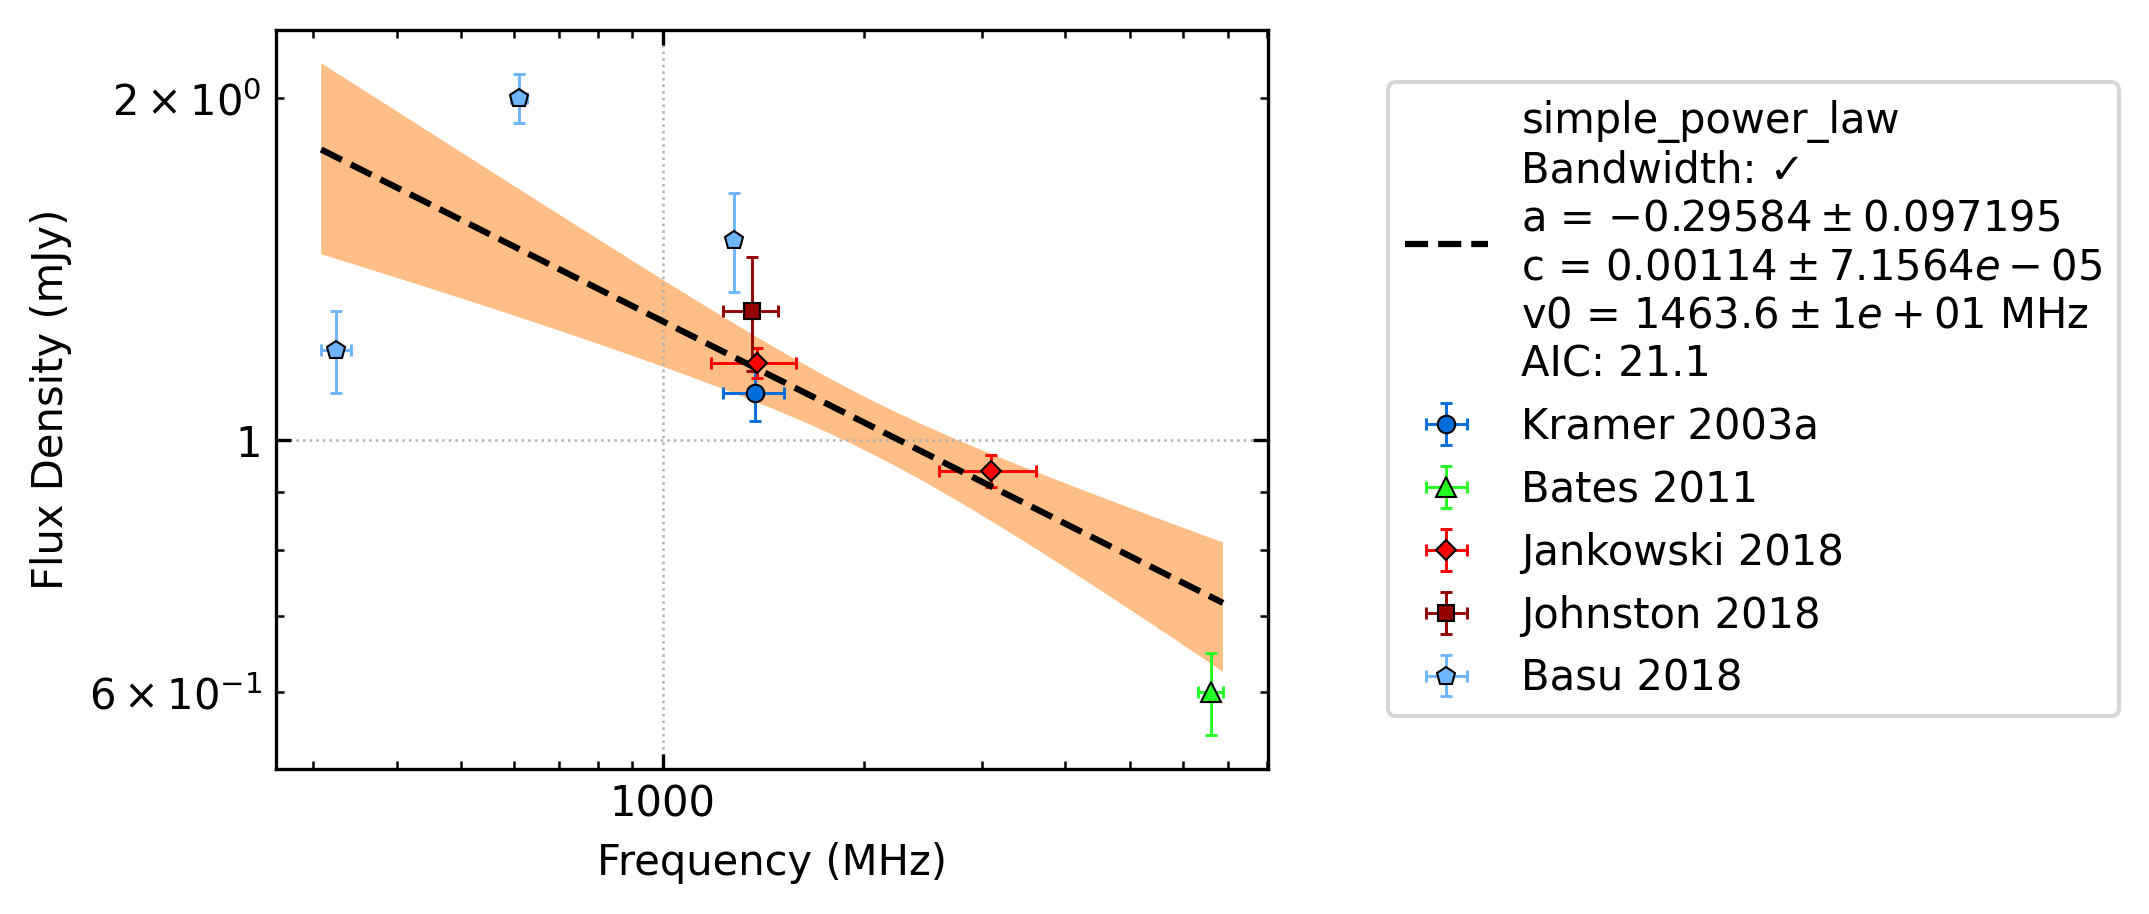 2 × 10⁰
1
6 × 10⁻¹
Flux Density (mJy)
1000
Frequency (MHz)
simple_power_law
Bandwidth: ✓
a = −0.29584 ± 0.097195
c = 0.00114 ± 7.1564e − 05
v0 = 1463.6 ± 1e + 01 MHz
AIC: 21.1
Kramer 2003a
Bates 2011
Jankowski 2018
Johnston 2018
Basu 2018